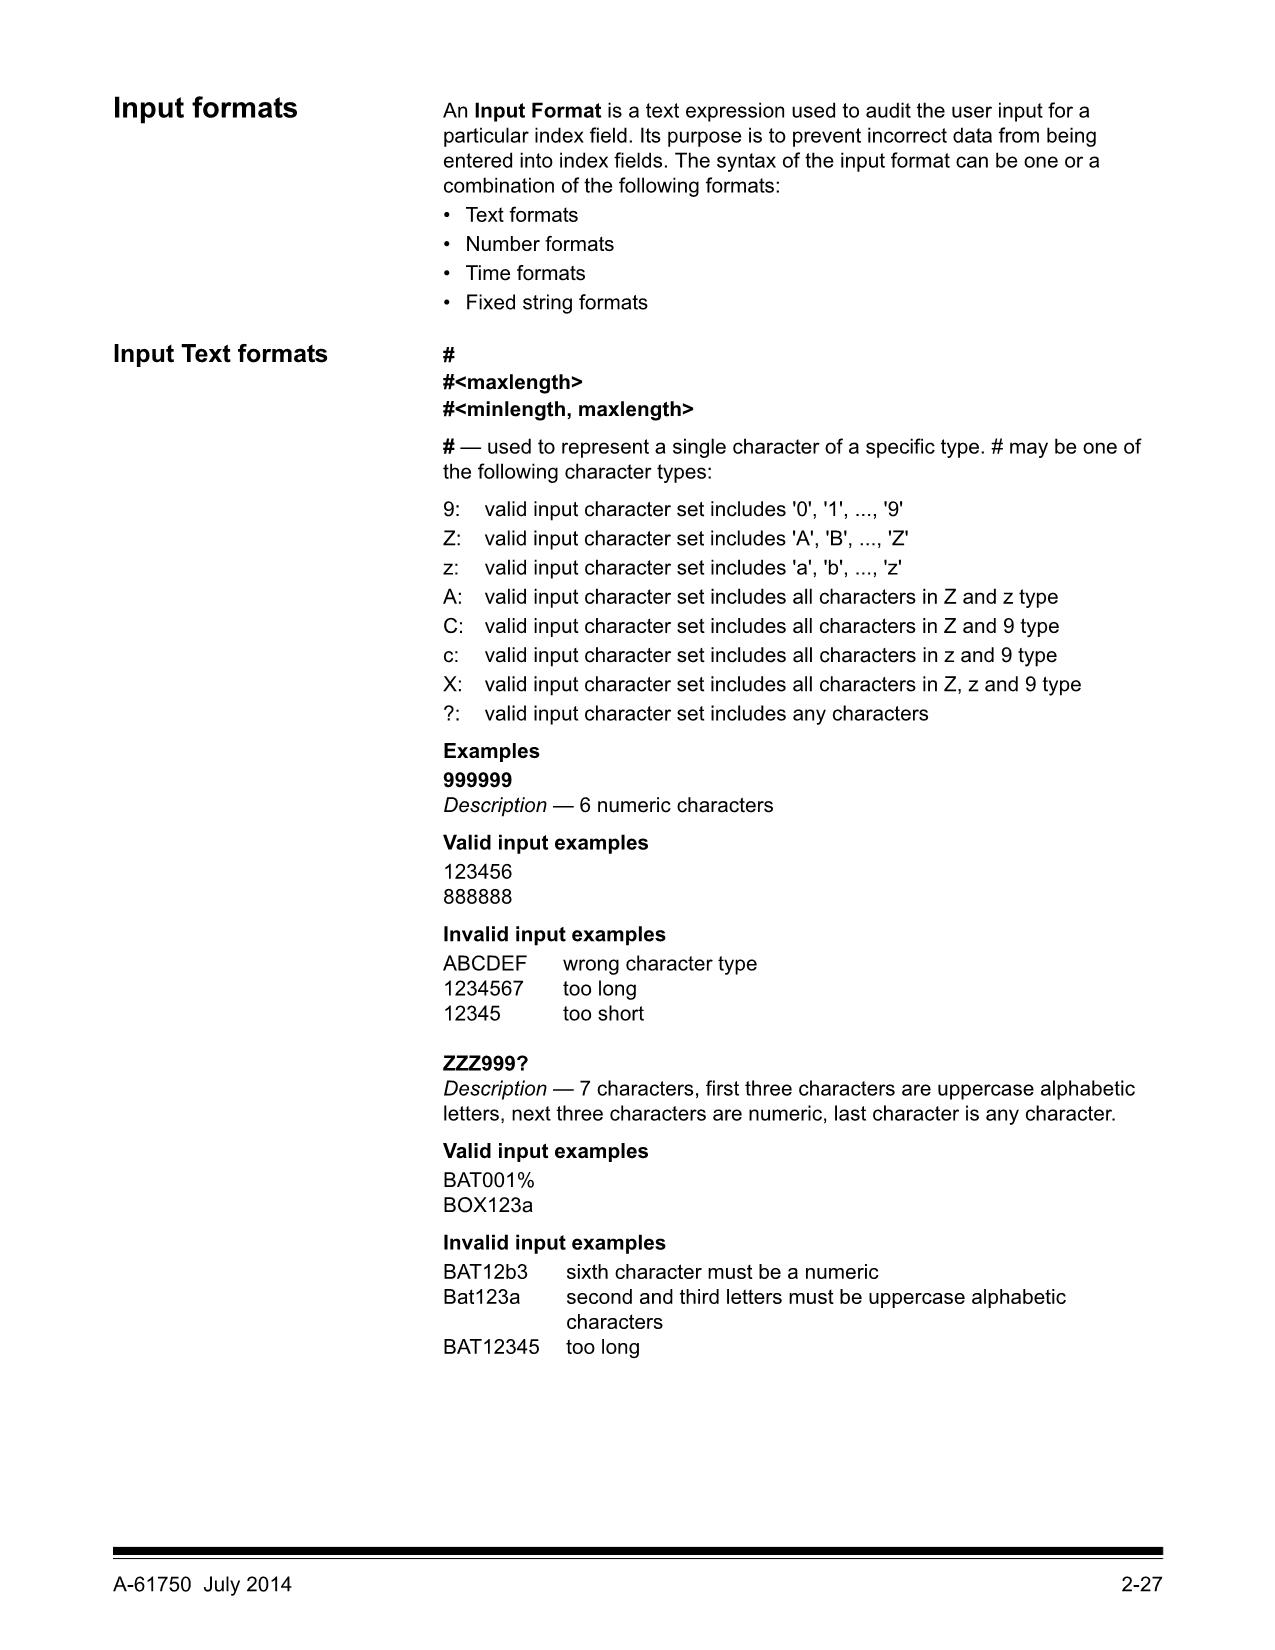 Input formats
An Input Format is a text expression used to audit the user input for a
particular index field. Its purpose is to prevent incorrect data from being
entered into index fields. The syntax of the input format can be one or a
combination of the following formats:
• Text formats
• Number formats
• Time formats
• Fixed string formats
Input Text formats
#
#<maxlength>
#<minlength, maxlength>
# — used to represent a single character of a specific type. # may be one of
the following character types:
9: valid input character set includes '0', '1', ..., '9'
Z: valid input character set includes 'A', 'B', ..., 'Z'
z: valid input character set includes 'a', 'b', ..., 'z'
A: valid input character set includes all characters in Z and z type
C: valid input character set includes all characters in Z and 9 type
c: valid input character set includes all characters in z and 9 type
X: valid input character set includes all characters in Z, z and 9 type
?: valid input character set includes any characters
Examples
999999
Description — 6 numeric characters
Valid input examples
123456
888888
Invalid input examples
ABCDEF wrong character type
1234567 too long
12345 too short
ZZZ999?
Description — 7 characters, first three characters are uppercase alphabetic
letters, next three characters are numeric, last character is any character.
Valid input examples
BAT001%
BOX123a
Invalid input examples
BAT12b3 sixth character must be a numeric
Bat123a second and third letters must be uppercase alphabetic
characters
BAT12345 too long
A-61750 July 2014 2-27